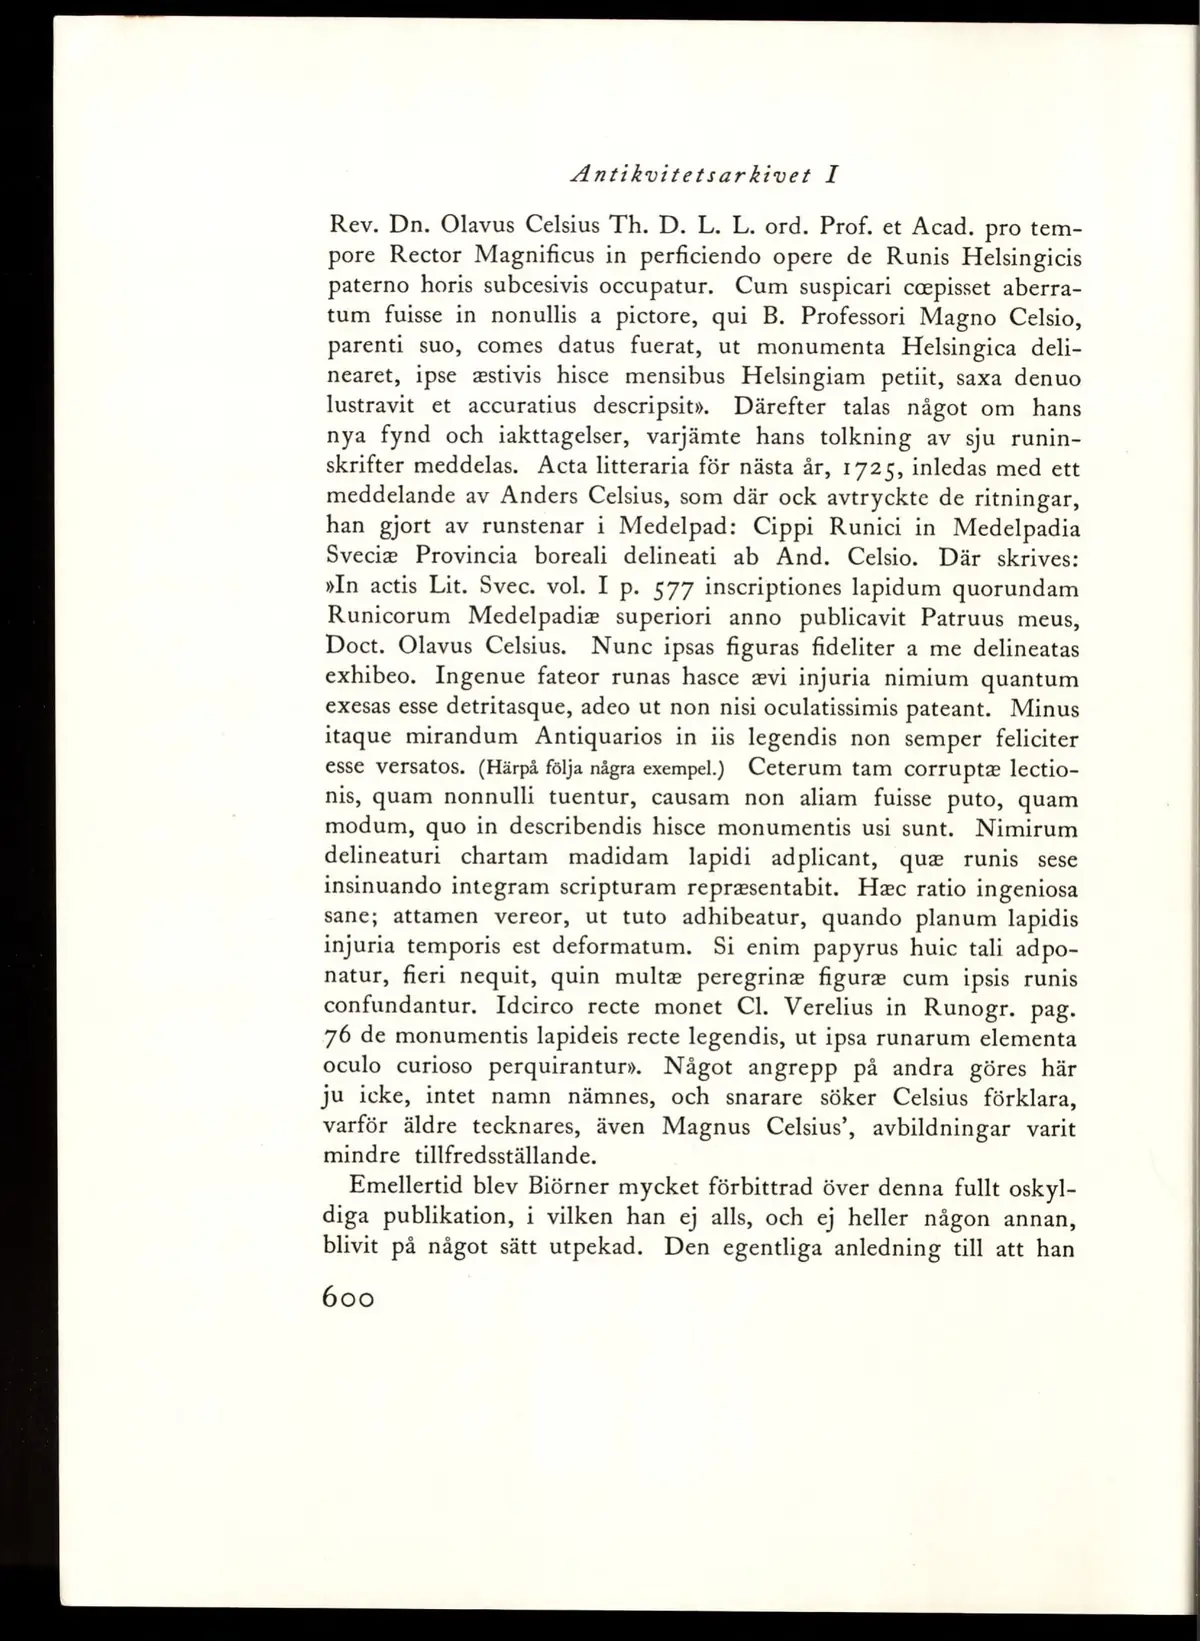 Antikvitetsarkivet I
Rev. Dn. Olavus Celsius Th. D. L. L. ord. Prof. et Acad. pro tem-
pore Rector Magnificus in perficiendo opere de Runis Helsingicis
paterno horis subcesivis occupatur. Cum suspicari cœpisset aberra-
tum fuisse in nonullis a pictore, qui B. Professori Magno Celsio,
parenti suo, comes datus fuerat, ut monumenta Helsingica deli-
nearet, ipse æstivis hisce mensibus Helsingiam petiit, saxa denuo
lustravit et accuratius descripsit». Därefter talas något om hans
nya fynd och iakttagelser, varjämte hans tolkning av sju runin-
skrifter meddelas. Acta litteraria för nästa år, 1725, inledas med ett
meddelande av Anders Celsius, som där ock avtryckte de ritningar,
han gjort av runstenar i Medelpad: Cippi Runici in Medelpadia
Sveciæ Provincia boreali delineati ab And. Celsio. Där skrives:
»In actis Lit. Svec. vol. I p. 577 inscriptiones lapidum quorundam
Runicorum Medelpadiæ superiori anno publicavit Patruus meus,
Doct. Olavus Celsius. Nunc ipsas figuras fideliter a me delineatas
exhibeo. Ingenue fateor runas hasce ævi injuria nimium quantum
exesas esse detritasque, adeo ut non nisi oculatissimis pateant. Minus
itaque mirandum Antiquarios in iis legendis non semper feliciter
esse versatos. (Härpå följa några exempel.) Ceterum tam corruptæ lectio-
nis, quam nonnulli tuentur, causam non aliam fuisse puto, quam
modum, quo in describendis hisce monumentis usi sunt. Nimirum
delineaturi chartam madidam lapidi adplicant, quæ runis sese
insinuando integram scripturam repræsentabit. Hæc ratio ingeniosa
sane; attamen vereor, ut tuto adhibeatur, quando planum lapidis
injuria temporis est deformatum. Si enim papyrus huic tali adpo-
natur, fieri nequit, quin multæ peregrinæ figuræ cum ipsis runis
confundantur. Idcirco recte monet Cl. Verelius in Runogr. pag.
76 de monumentis lapideis recte legendis, ut ipsa runarum elementa
oculo curioso perquirantur». Något angrepp på andra göres här
ju icke, intet namn nämnes, och snarare söker Celsius förklara,
varför äldre tecknares, även Magnus Celsius', avbildningar varit
mindre tillfredsställande.
Emellertid blev Biörner mycket förbittrad över denna fullt oskyl-
diga publikation, i vilken han ej alls, och ej heller någon annan,
blivit på något sätt utpekad. Den egentliga anledning till att han
600